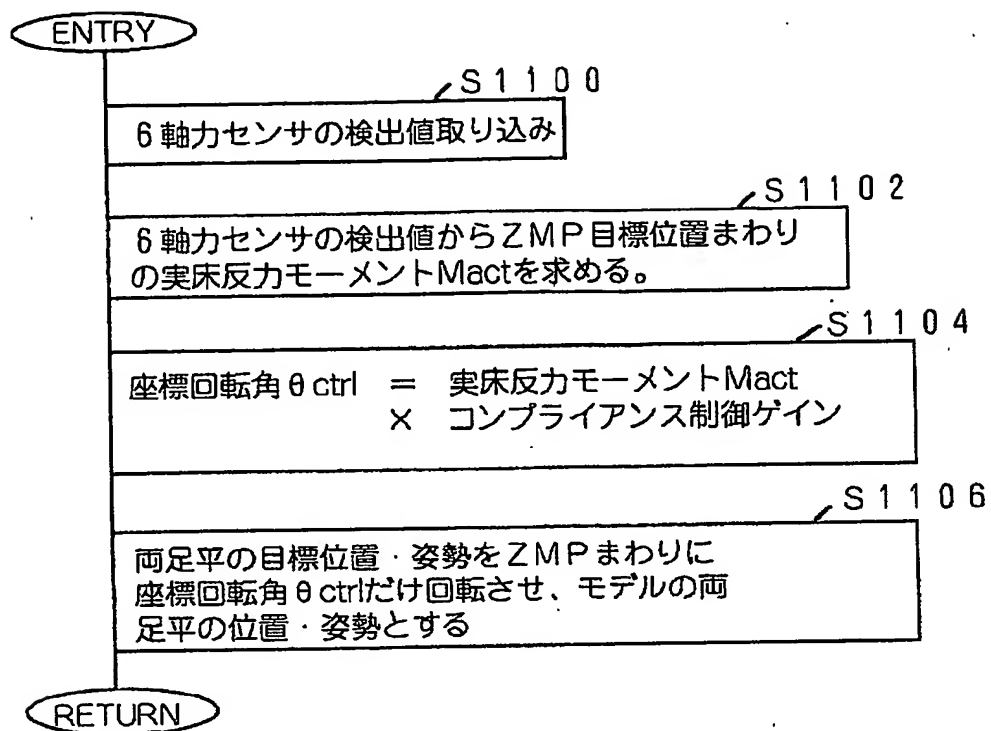 ENTRY
S1100
6軸力センサの検出値取り込み
S1102
6軸力センサの検出値からZMP目標位置まわり
の実床反力モーメントMactを求める。
S1104
座標回転角θctrl = 実床反力モーメントMact
× コンプライアンス制御ゲイン
S1106
両足平の目標位置・姿勢をZMPまわりに
座標回転角θctrlだけ回転させ、モデルの両
足平の位置・姿勢とする
RETURN